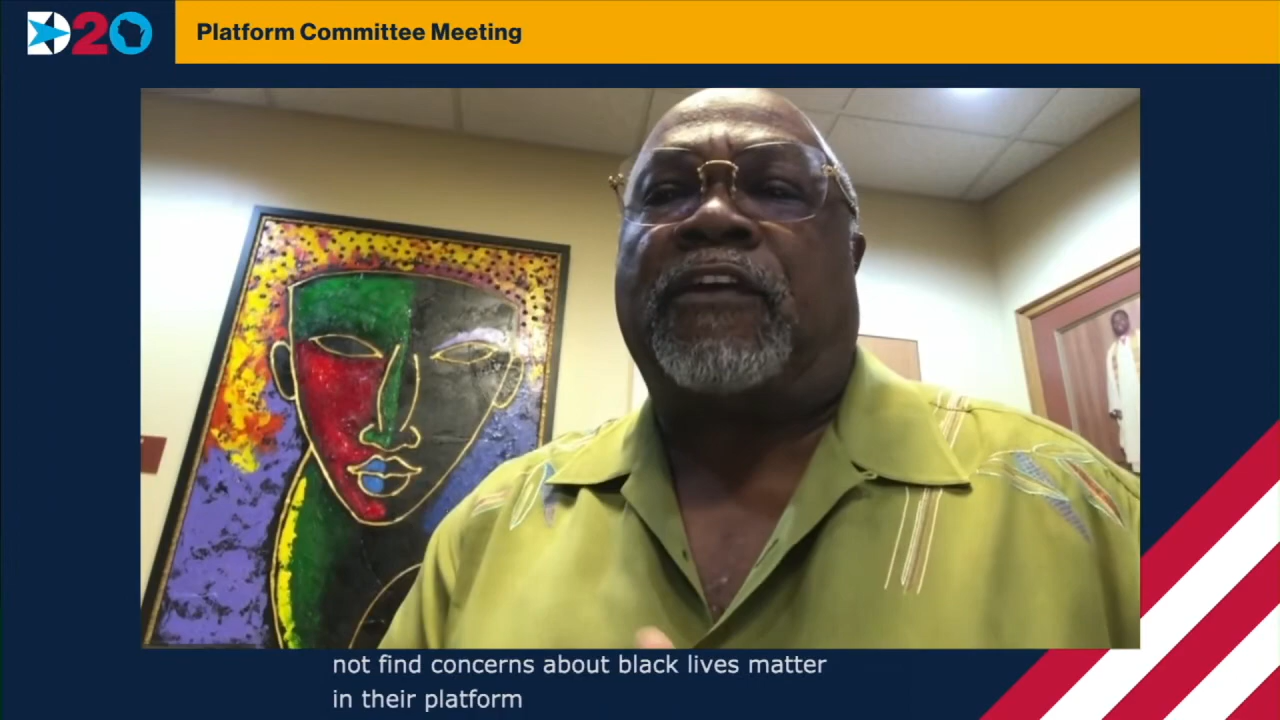 D20
Platform Committee Meeting
not find concerns about black lives matter
in their platform